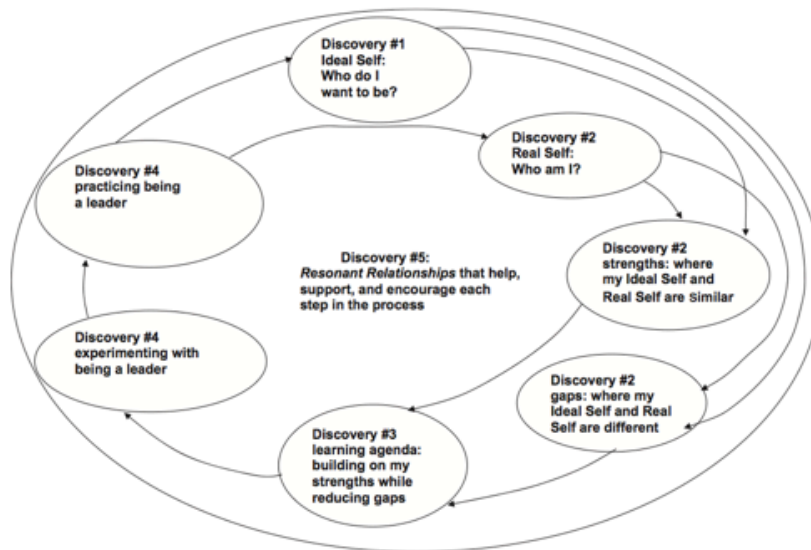 Discovery #1
Ideal Self:
Who do I
want to be?
Discovery #2
Real Self:
Who am I?
Discovery #4
practicing being
a leader
Discovery #5:
Resonant Relationships that help,
support, and encourage each
step in the process
Discovery #2
strengths: where
my Ideal Self and
Real Self are similar
Discovery #4
experimenting with
being a leader
Discovery #2
gaps: where my
Ideal Self and Real
Self are different
Discovery #3
learning agenda:
building on my
strengths while
reducing gaps